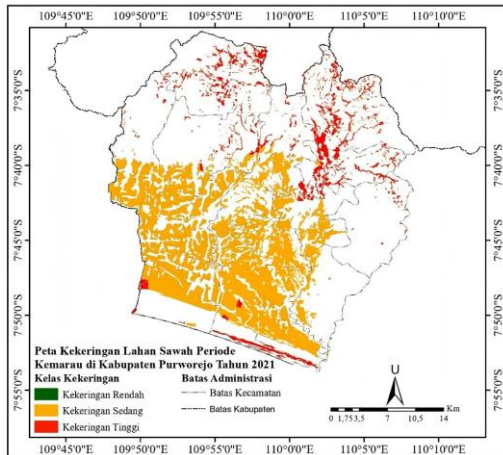 109°45'0"E 109°50'0"E 109°55'0"E 110°0'0"E 110°5'0"E 110°10'0"E
7°35'0"S 7°35'0"S
7°40'0"S 7°40'0"S
7°45'0"S 7°45'0"S
7°50'0"S 7°50'0"S
7°55'0"S 7°55'0"S
Peta Kekeringan Lahan Sawah Periode
Kemarau di Kabupaten Purworejo Tahun 2021
Kelas Kekeringan Batas Administrasi
Kekeringan Rendah Batas Kecamatan
Kekeringan Sedang Batas Kabupaten
Kekeringan Tinggi
U
0 1,75 3,5 7 10,5 14 Km
109°45'0"E 109°50'0"E 109°55'0"E 110°0'0"E 110°5'0"E 110°10'0"E